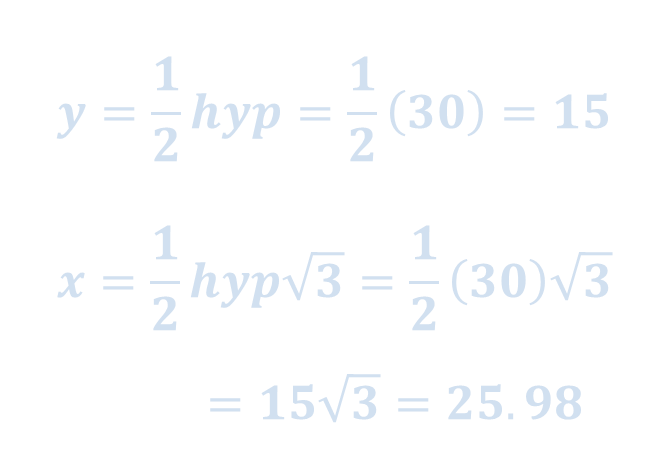 y = 1/2 hyp = 1/2 (30) = 15
x = 1/2 hyp√3 = 1/2 (30)√3
= 15√3 = 25.98